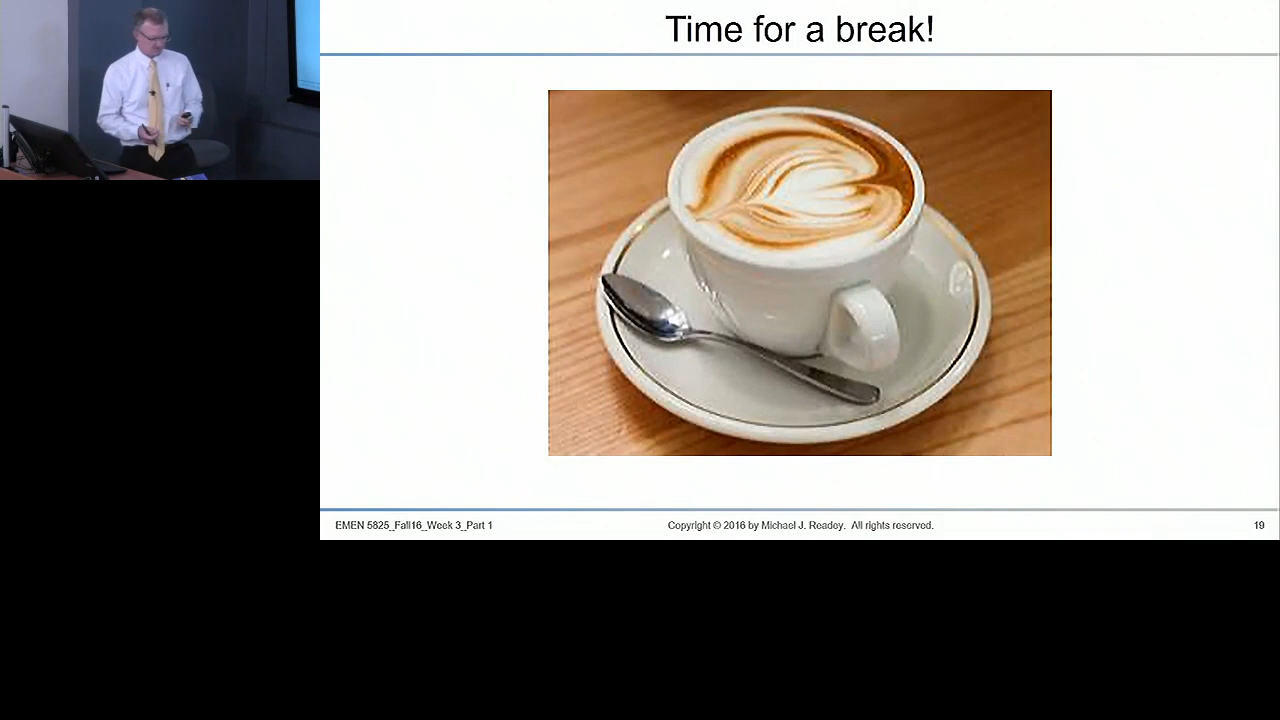 Time for a break!
EMEN 5825_Fall16_Week 3_Part 1
Copyright © 2016 by Michael J. Readey.  All rights reserved.
19